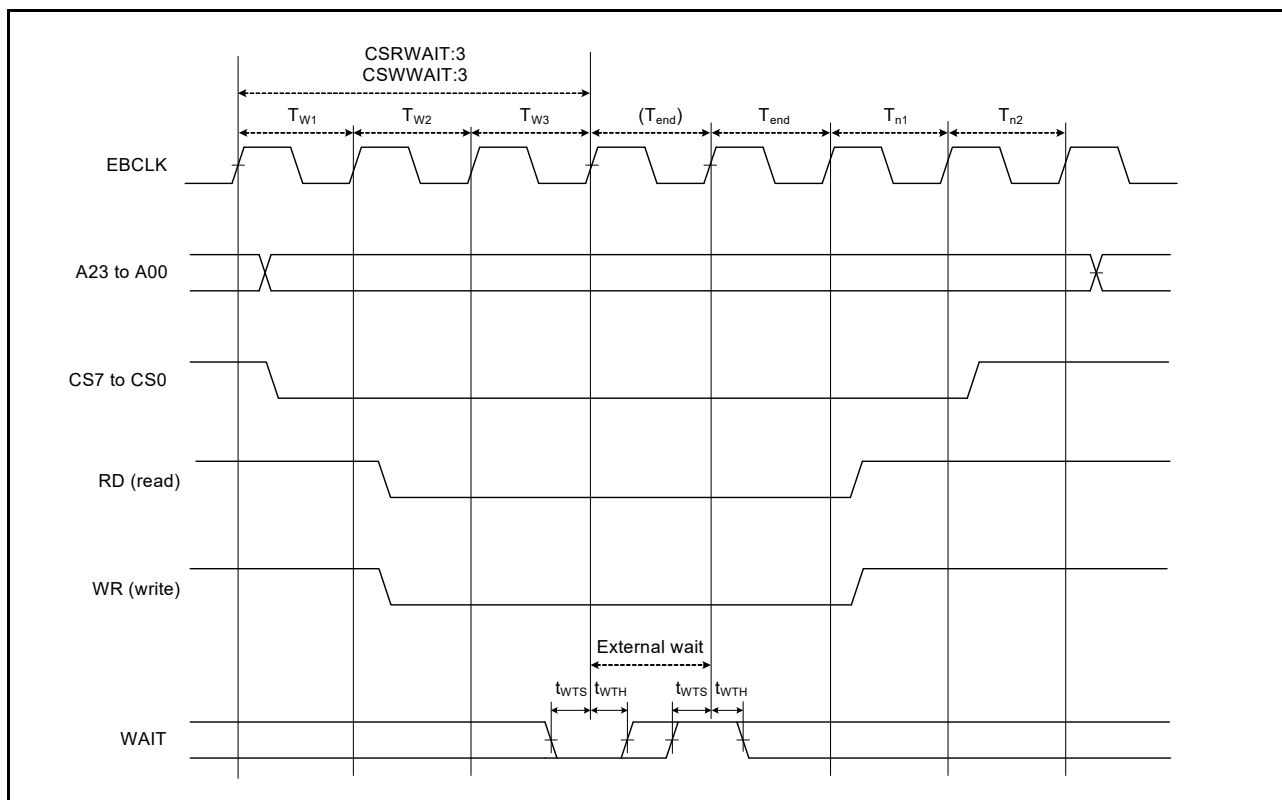 CSRWAIT:3
CSWWAIT:3
TW1 TW2 TW3 (Tend) Tend Tn1 Tn2
EBCLK
A23 to A00
CS7 to CS0
RD (read)
WR (write)
External wait
tWTS tWTH tWTS tWTH
WAIT